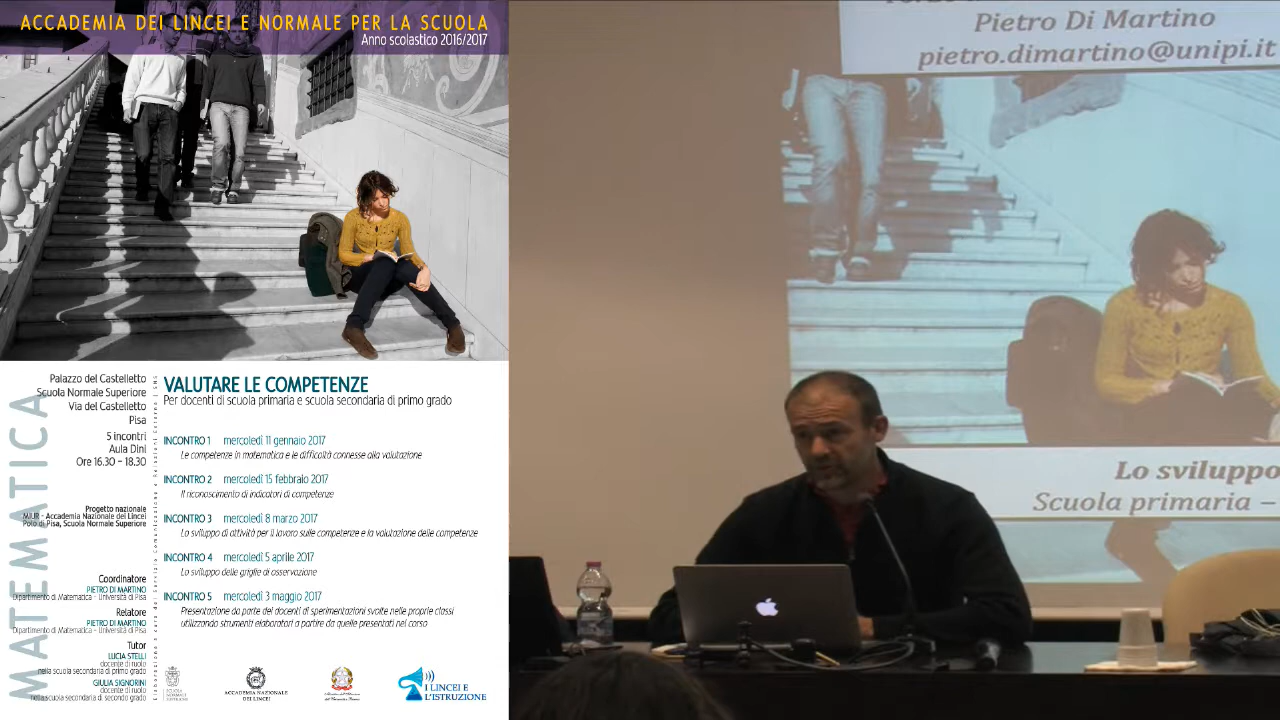 ACCADEMIA DEI LINCEI E NORMALE PER LA SCUOLA
Anno scolastico 2016/2017
MATEMATICA
Palazzo del Castelletto
Scuola Normale Superiore
Via del Castelletto
Pisa
5 incontri
Aula Dini
Ore 16.30 - 18.30
Progetto nazionale
MIUR - Accademia Nazionale dei Lincei
Polo di Pisa, Scuola Normale Superiore
Coordinatore
PIETRO DI MARTINO
Dipartimento di Matematica - Università di Pisa
Relatore
PIETRO DI MARTINO
Dipartimento di Matematica - Università di Pisa
Tutor
LUCIA STELLI
docente di ruolo
nella scuola secondaria di primo grado
GIULIA SIGNORINI
docente di ruolo
nella scuola secondaria di secondo grado
VALUTARE LE COMPETENZE
Per docenti di scuola primaria e scuola secondaria di primo grado
INCONTRO 1 mercoledì 11 gennaio 2017
Le competenze in matematica e le difficoltà connesse alla valutazione
INCONTRO 2 mercoledì 15 febbraio 2017
Il riconoscimento di indicatori di competenze
INCONTRO 3 mercoledì 8 marzo 2017
Lo sviluppo di attività per il lavoro sulle competenze e la valutazione delle competenze
INCONTRO 4 mercoledì 5 aprile 2017
Lo sviluppo delle griglie di osservazione
INCONTRO 5 mercoledì 3 maggio 2017
Presentazione da parte dei docenti di sperimentazioni svolte nelle proprie classi
utilizzando strumenti elaborati a partire da quelle presentati nel corso
SCUOLA
NORMALE
SUPERIORE
ACCADEMIA NAZIONALE
DEI LINCEI
I LINCEI E
L'ISTRUZIONE
Pietro Di Martino
pietro.dimartino@unipi.it
Lo sviluppo
Scuola primaria –